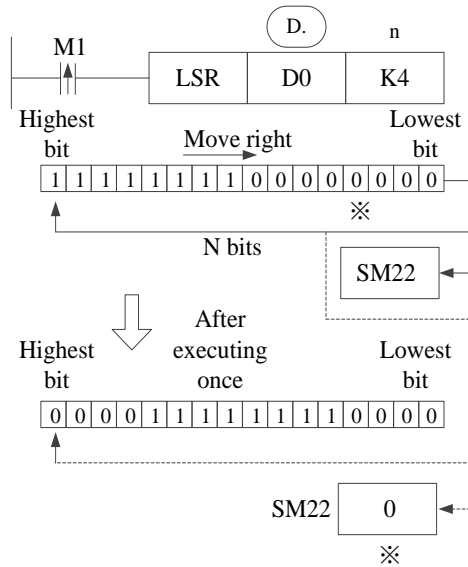 D.
n
M1
LSR D0 K4
Highest bit
Move right
Lowest bit
1 1 1 1 1 1 1 1 0 0 0 0 0 0 0 0
※
N bits
SM22
After executing once
Highest bit
Lowest bit
0 0 0 0 1 1 1 1 1 1 1 1 0 0 0 0
SM22 0
※